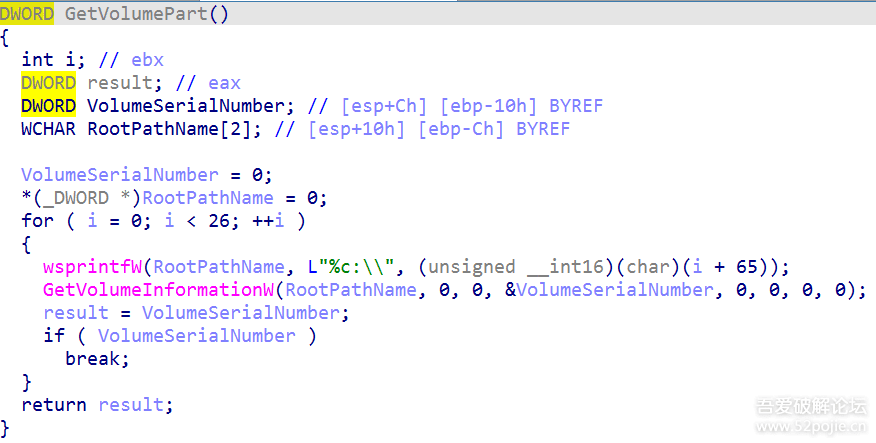 DWORD GetVolumePart()
{
  int i; // ebx
  DWORD result; // eax
  DWORD VolumeSerialNumber; // [esp+Ch] [ebp-10h] BYREF
  WCHAR RootPathName[2]; // [esp+10h] [ebp-Ch] BYREF

  VolumeSerialNumber = 0;
  *(_DWORD *)RootPathName = 0;
  for ( i = 0; i < 26; ++i )
  {
    wsprintfW(RootPathName, L"%c:\\", (unsigned __int16)(char)(i + 65));
    GetVolumeInformationW(RootPathName, 0, 0, &VolumeSerialNumber, 0, 0, 0, 0);
    result = VolumeSerialNumber;
    if ( VolumeSerialNumber )
      break;
  }
  return result;
}
吾爱破解论坛
www.52pojie.cn